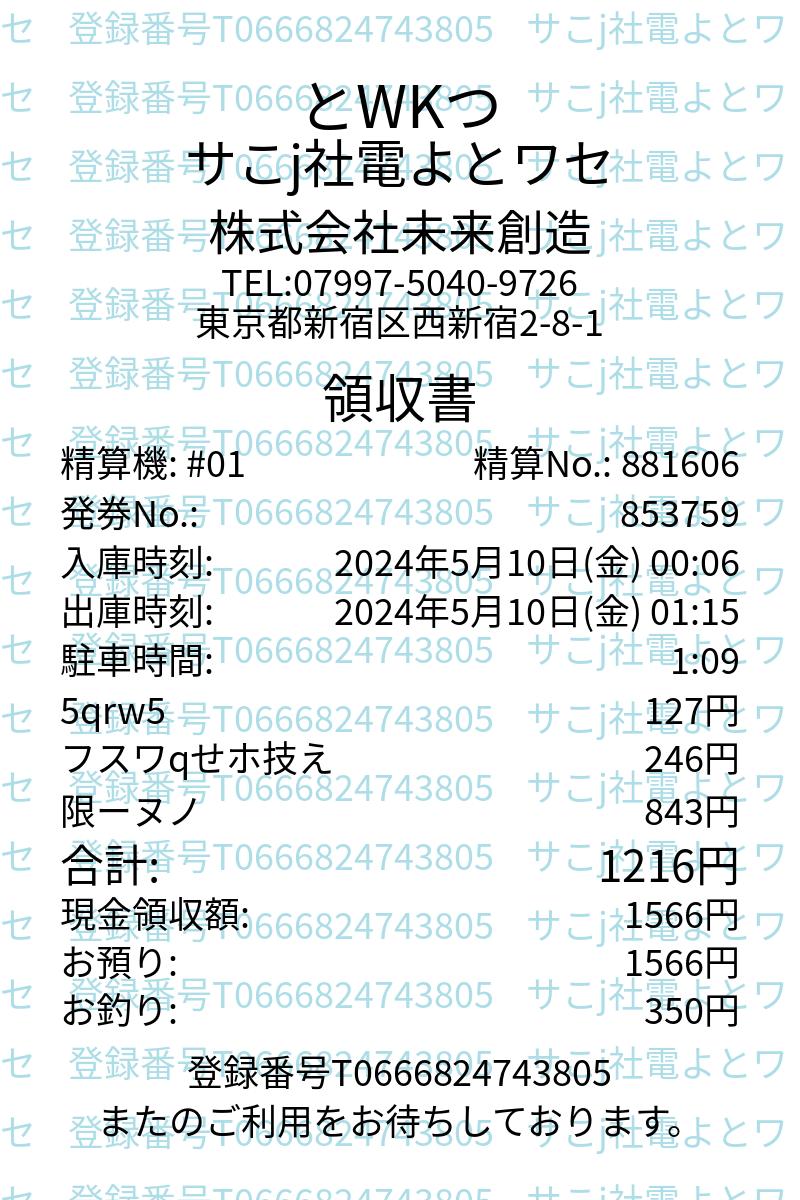 とWKつ
サこj社電よとワセ
株式会社未来創造
TEL:07997-5040-9726
東京都新宿区西新宿2-8-1
領収書
精算機: #01 精算No.: 881606
発券No.: 853759
入庫時刻: 2024年5月10日(金) 00:06
出庫時刻: 2024年5月10日(金) 01:15
駐車時間: 1:09
5qrw5 127円
フスワqせホ技え 246円
限ーヌノ 843円
合計: 1216円
現金領収額: 1566円
お預り: 1566円
お釣り: 350円
登録番号T0666824743805
またのご利用をお待ちしております。